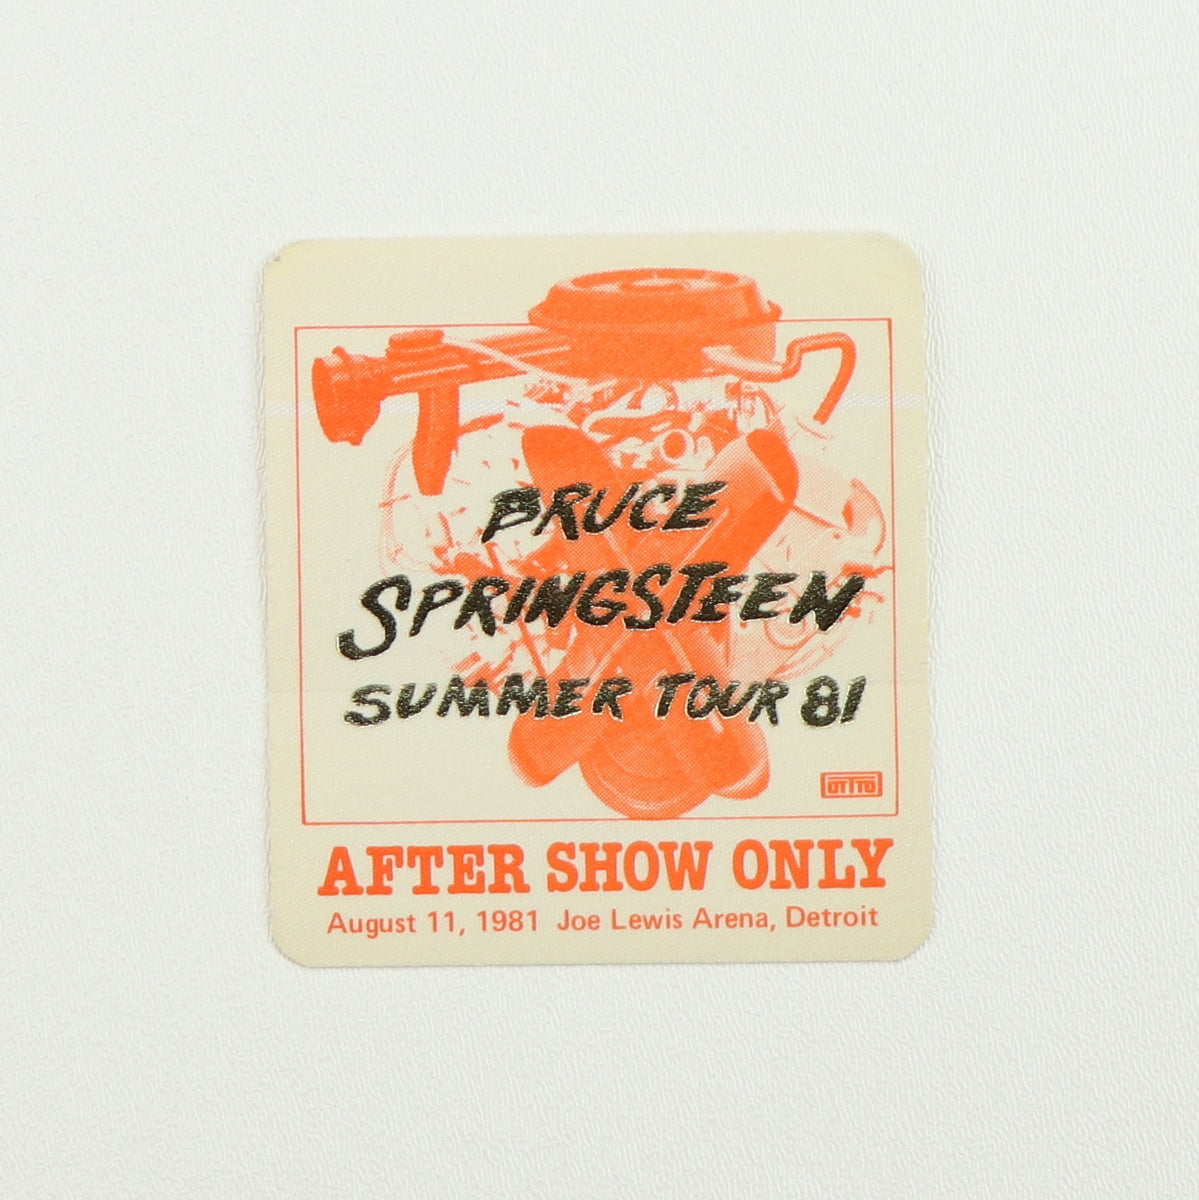 BRUCE
SPRINGSTEEN
SUMMER TOUR 81
OTTO
AFTER SHOW ONLY
August 11, 1981 Joe Lewis Arena, Detroit